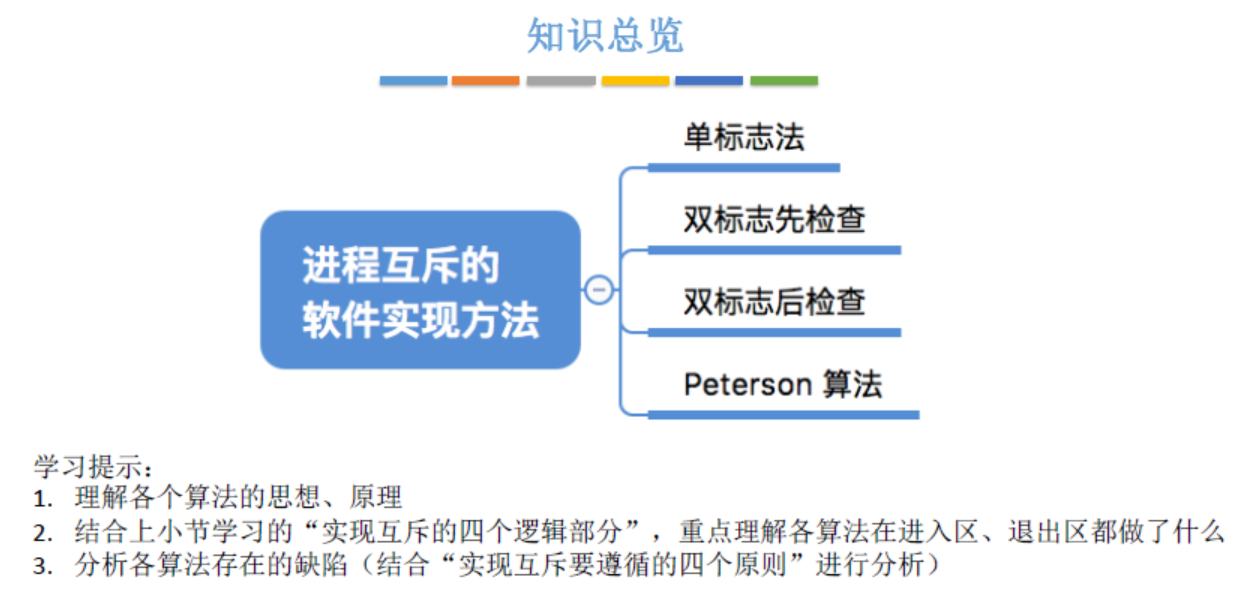 知识总览
单标志法
双标志先检查
进程互斥的
软件实现方法
双标志后检查
Peterson 算法
学习提示：
1. 理解各个算法的思想、原理
2. 结合上小节学习的“实现互斥的四个逻辑部分”，重点理解各算法在进入区、退出区都做了什么
3. 分析各算法存在的缺陷（结合“实现互斥要遵循的四个原则”进行分析）